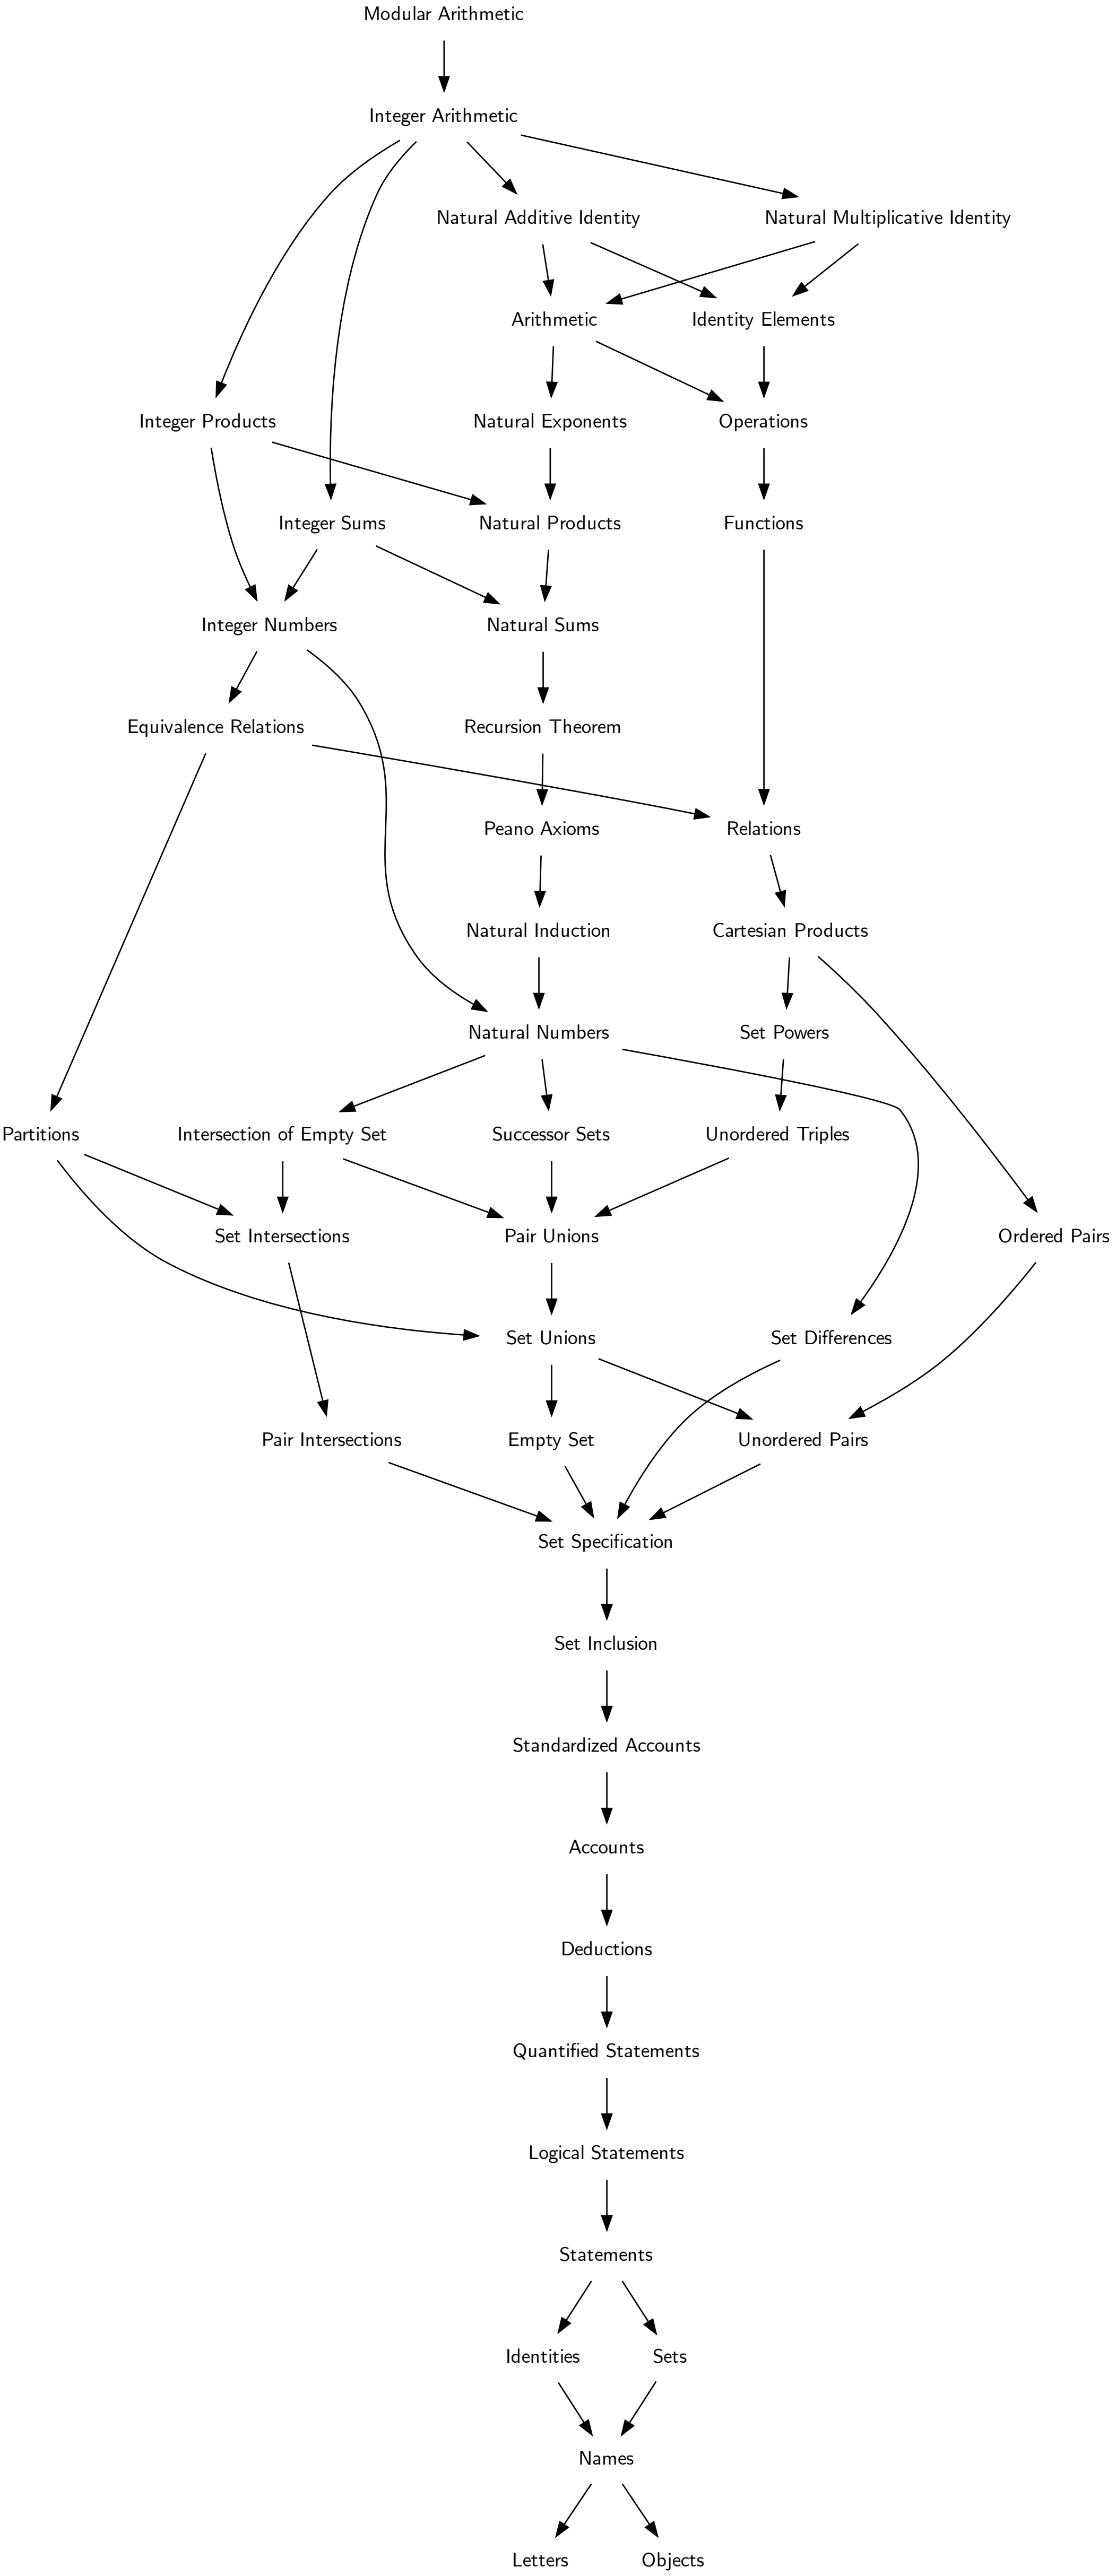 Modular Arithmetic
Integer Arithmetic
Natural Additive Identity
Natural Multiplicative Identity
Arithmetic
Identity Elements
Integer Products
Natural Exponents
Operations
Integer Sums
Natural Products
Functions
Integer Numbers
Natural Sums
Equivalence Relations
Recursion Theorem
Peano Axioms
Relations
Natural Induction
Cartesian Products
Natural Numbers
Set Powers
Partitions
Intersection of Empty Set
Successor Sets
Unordered Triples
Set Intersections
Pair Unions
Ordered Pairs
Set Unions
Set Differences
Pair Intersections
Empty Set
Unordered Pairs
Set Specification
Set Inclusion
Standardized Accounts
Accounts
Deductions
Quantified Statements
Logical Statements
Statements
Identities
Sets
Names
Letters
Objects